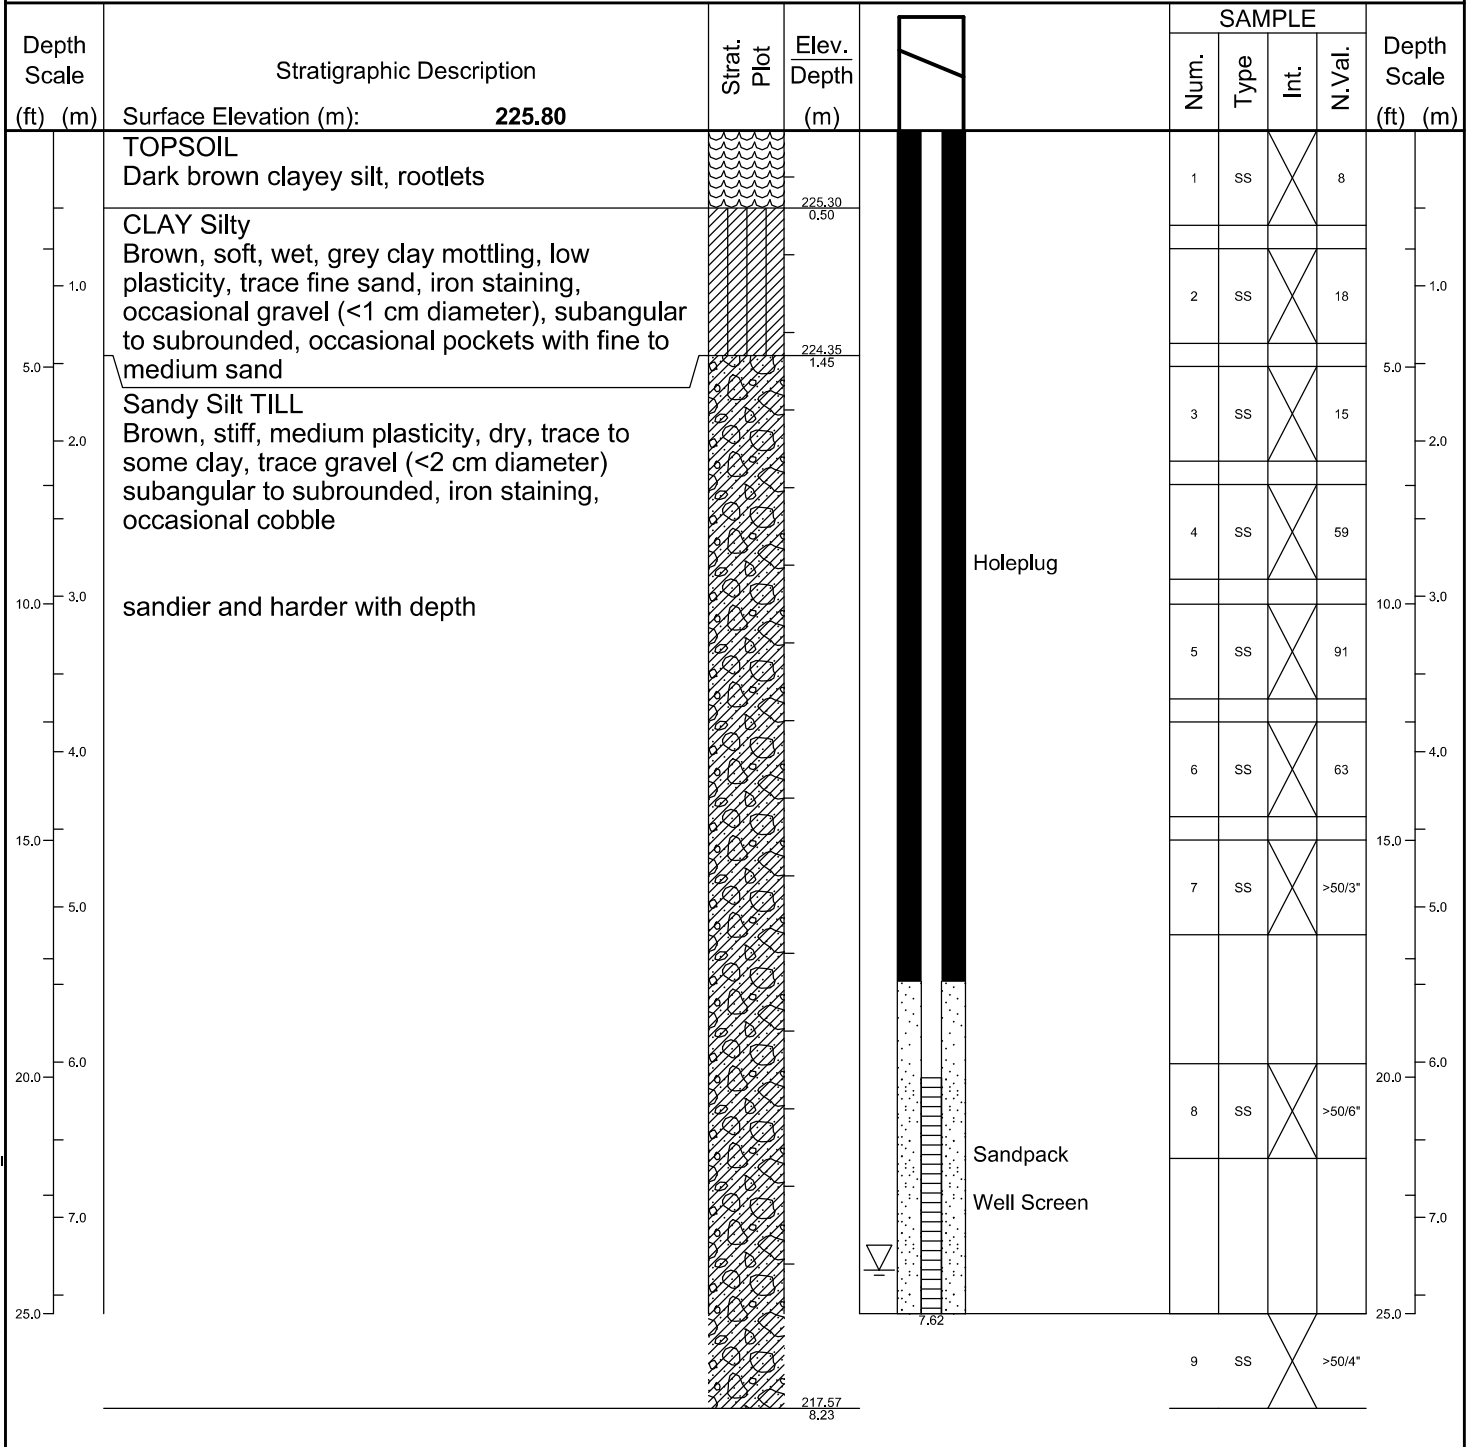 SAMPLE
Depth Scale
(ft) (m)
Stratigraphic Description
Surface Elevation (m): 225.80
Strat. Plot
Elev.
Depth
(m)
Num.
Type
Int.
N.Val.
Depth Scale
(ft) (m)
TOPSOIL
Dark brown clayey silt, rootlets
225.30
0.50
CLAY Silty
Brown, soft, wet, grey clay mottling, low
plasticity, trace fine sand, iron staining,
occasional gravel (<1 cm diameter), subangular
to subrounded, occasional pockets with fine to
medium sand
224.35
1.45
Sandy Silt TILL
Brown, stiff, medium plasticity, dry, trace to
some clay, trace gravel (<2 cm diameter)
subangular to subrounded, iron staining,
occasional cobble
sandier and harder with depth
217.57
8.23
1.0
5.0
2.0
3.0
10.0
4.0
15.0
5.0
6.0
20.0
7.0
25.0
Holeplug
Sandpack
Well Screen
7.62
1 SS 8
2 SS 18
3 SS 15
4 SS 59
5 SS 91
6 SS 63
7 SS >50/3"
8 SS >50/6"
9 SS >50/4"
1.0
5.0
2.0
3.0
10.0
4.0
15.0
5.0
6.0
20.0
7.0
25.0